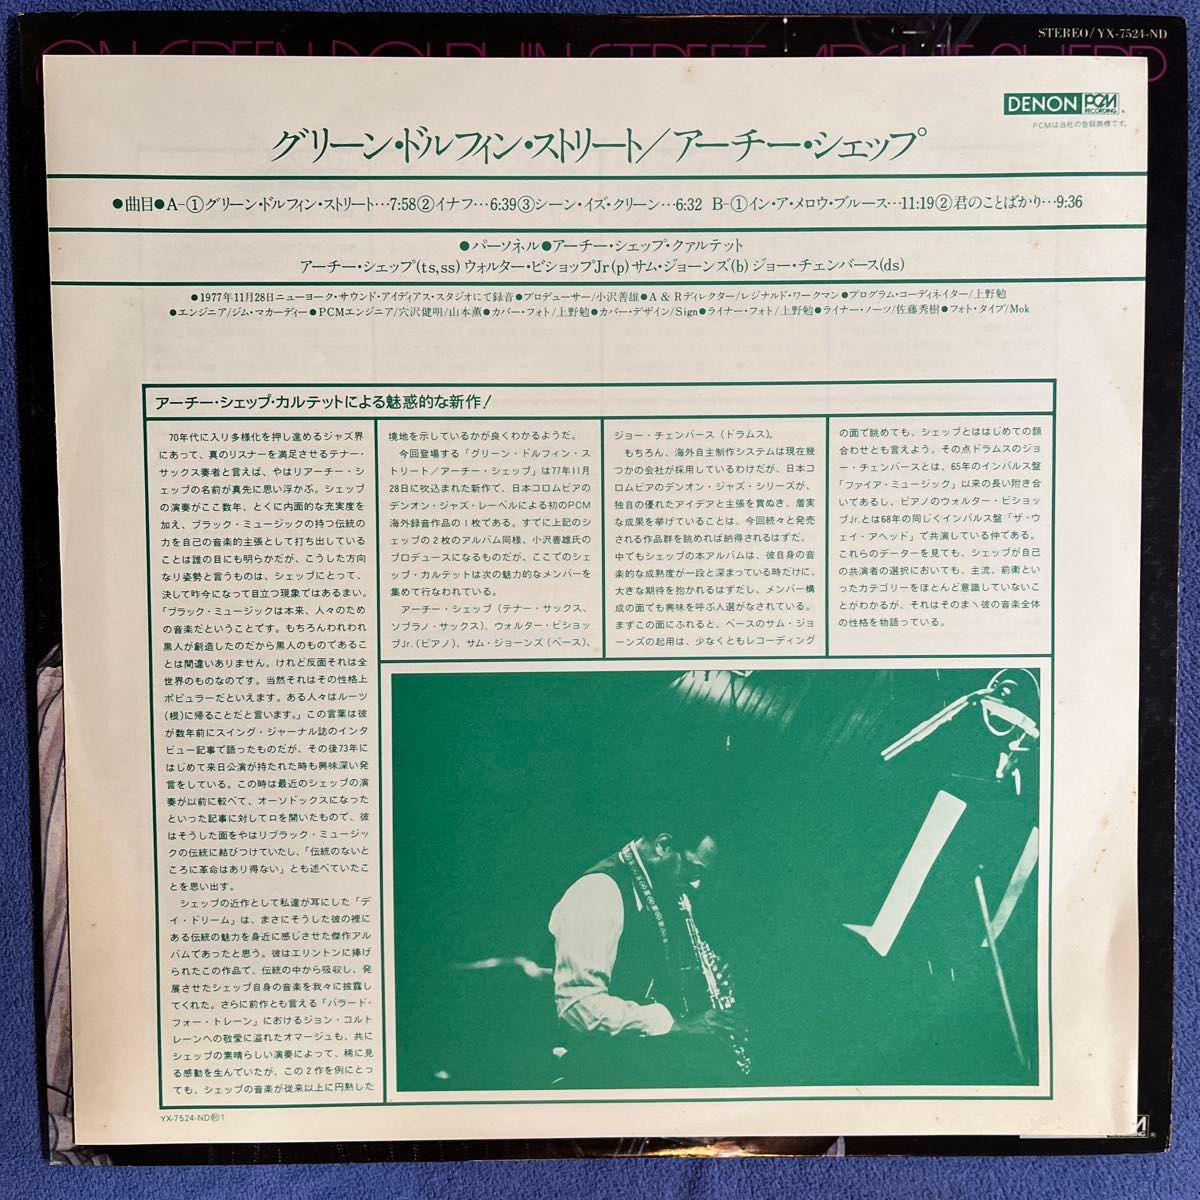 STEREO/YX-7524-ND
ON GREEN DOLPHIN STREET ARCHIE SHEPP
DENON PCM RECORDING
PCMは当社の登録商標です。
グリーン・ドルフィン・ストリート/アーチー・シェップ
●曲目●A-①グリーン・ドルフィン・ストリート…7:58②イナフ…6:39③シーン・イズ・クリーン…6:32 B-①イン・ア・メロウ・ブルース…11:19②君のことばかり…9:36
●パーソネル●アーチー・シェップ・クァルテット
アーチー・シェップ(ts,ss)ウォルター・ビショップJr(p)サム・ジョーンズ(b)ジョー・チェンバース(ds)
●1977年11月28日ニューヨーク・サウンド・アイディアス・スタジオにて録音●プロデューサー/小沢善雄●A&Rディレクター/レジナルド・ワークマン●プログラム・コーディネイター/上野勉
●エンジニア/ジム・マカーディー●PCMエンジニア/穴沢健明/山本薫●カバー・フォト/上野勉●カバー・デザイン/Sign●ライナー・フォト/上野勉●ライナー・ノーツ/佐藤秀樹●フォト・タイプ/Mok
アーチー・シェップ・カルテットによる魅惑的な新作!
70年代に入り多様化を押し進めるジャズ界
にあって、真のリスナーを満足させるテナー・
サックス奏者と言えば、やはりアーチー・シ
ェップの名前が真先に思い浮かぶ。シェップ
の演奏がここ数年、とくに内面的な充実度を
加え、ブラック・ミュージックの持つ伝統の
力を自己の音楽的主張として打ち出している
ことは誰の目にも明らかだが、こうした方向
なり姿勢と言うものは、シェップにとって、
決して昨今になって目立つ現象ではあるまい。
「ブラック・ミュージックは本来、人々のため
の音楽だということです。もちろんわれわれ
黒人が創造したのだから黒人のものであるこ
とは間違いありません。けれど反面それは全
世界のものなのです。当然それはその性格上
ポピュラーだといえます。ある人々はルーツ
(根)に帰ることだと言います。」この言葉は彼
が数年前にスイング・ジャーナル誌のインタ
ビュー記事で語ったものだが、その後73年に
はじめて来日公演が持たれた時も興味深い発
言をしている。この時は最近のシェップの演
奏が以前に較べて、オーソドックスになった
といった記事に対して口を開いたもので、彼
はそうした面をやはりブラック・ミュージッ
クの伝統に結びつけていたし、「伝統のないと
ころに革命はあり得ない」とも述べていたこ
とを思い出す。
シェップの近作として私達が耳にした「デ
イ・ドリーム」は、まさにそうした彼の裡に
ある伝統の魅力を身近に感じさせた傑作アル
バムであったと思う。彼はエリントンに捧げ
られたこの作品で、伝統の中から吸収し、発
展させたシェップ自身の音楽を我々に披露し
てくれた。さらに前作とも言える「バラード・
フォー・トレーン」におけるジョン・コルト
レーンへの敬愛に溢れたオマージュも、共に
シェップの素晴らしい演奏によって、稀に見
る感動を生んでいたが、この2作を例にとっ
ても、シェップの音楽が従来以上に円熟した
境地を示しているかが良くわかるようだ。
今回登場する「グリーン・ドルフィン・ス
トリート/アーチー・シェップ」は77年11月
28日に吹込まれた新作で、日本コロムビアの
デンオン・ジャズ・レーベルによる初のPCM
海外録音作品の1枚である。すでに上記のシ
ェップの2枚のアルバム同様、小沢善雄氏の
プロデュースになるものだが、ここでのシェ
ップ・カルテットは次の魅力的なメンバーを
集めて行なわれている。
アーチー・シェップ(テナー・サックス、
ソプラノ・サックス)、ウォルター・ビショッ
プJr.(ピアノ)、サム・ジョーンズ(ベース)、
ジョー・チェンバース(ドラムス)。
もちろん、海外自主制作システムは現在幾
つかの会社が採用しているわけだが、日本コ
ロムビアのデンオン・ジャズ・シリーズが、
独自の優れたアイデアと主張を貫ぬき、着実
な成果を挙げていることは、今回続々と発売
される作品群を眺めれば納得されるはずだ。
中でもシェップの本アルバムは、彼自身の音
楽的な成熟度が一段と深まっている時だけに、
大きな期待を抱かれるはずだし、メンバー構
成の面でも興味を呼ぶ人選がなされている。
まずこの面にふれると、ベースのサム・ジョ
ーンズの起用は、少なくともレコーディング
の面で眺めても、シェップとははじめての顔
合わせとも言えよう。その点ドラムスのジョ
ー・チェンバースとは、65年のインパルス盤
「ファイア・ミュージック」以来の長い附き合
いであるし、ピアノのウォルター・ビショッ
プJr.とは68年の同じくインパルス盤「ザ・ウ
ェイ・アヘッド」で共演している仲である。
これらのデーターを見ても、シェップが自己
の共演者の選択においても、主流、前衛とい
ったカテゴリーをほとんど意識していないこ
とがわかるが、それはそのまゝ彼の音楽全体
の性格を物語っている。
YX-7524-ND㊞1